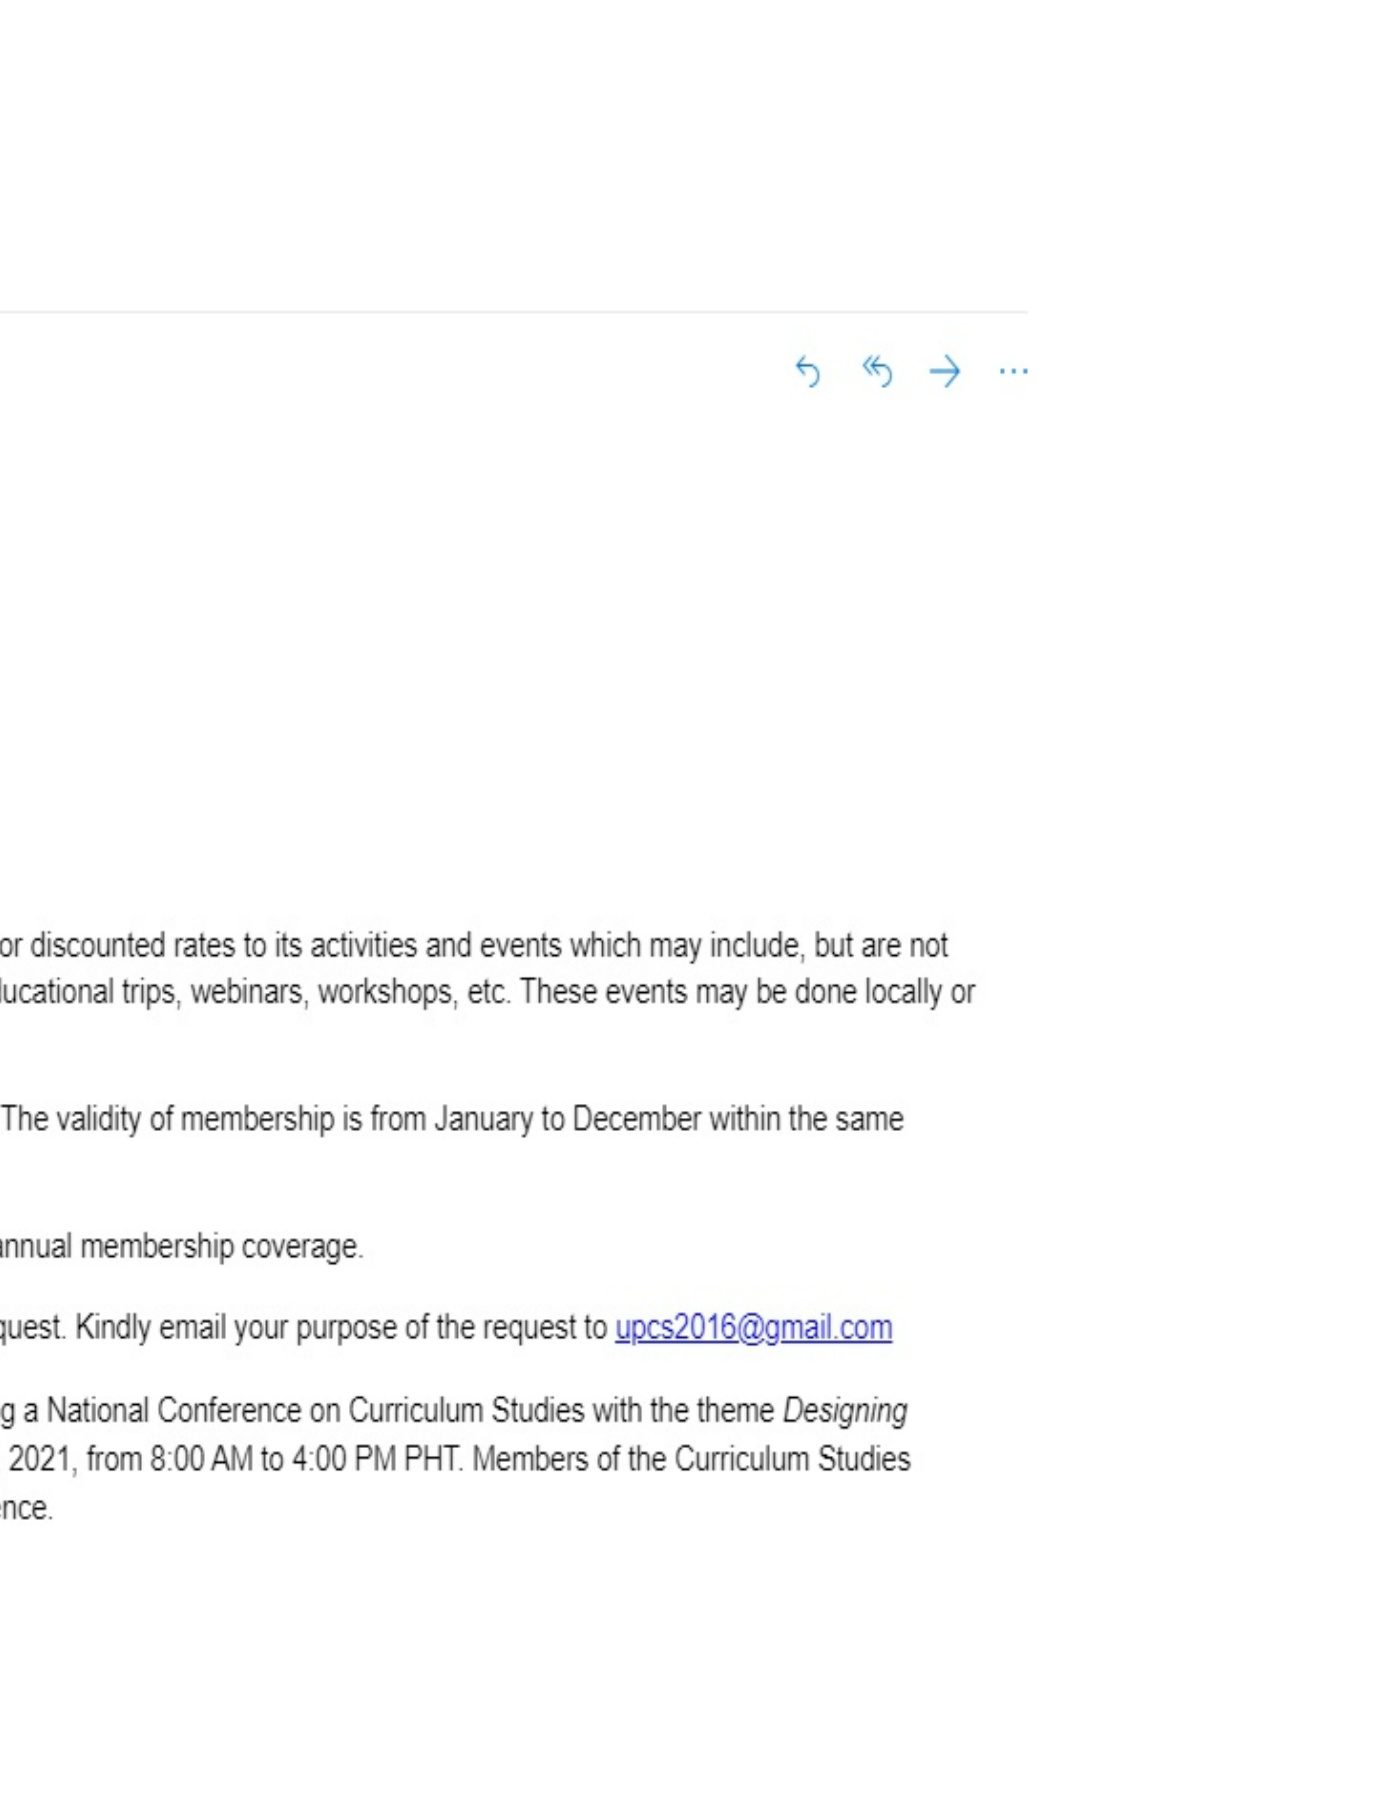 or discounted rates to its activities and events which may include, but are not
ucational trips, webinars, workshops, etc. These events may be done locally or
The validity of membership is from January to December within the same
annual membership coverage.
quest. Kindly email your purpose of the request to upcs2016@gmail.com
g a National Conference on Curriculum Studies with the theme Designing
2021, from 8:00 AM to 4:00 PM PHT. Members of the Curriculum Studies
ence.